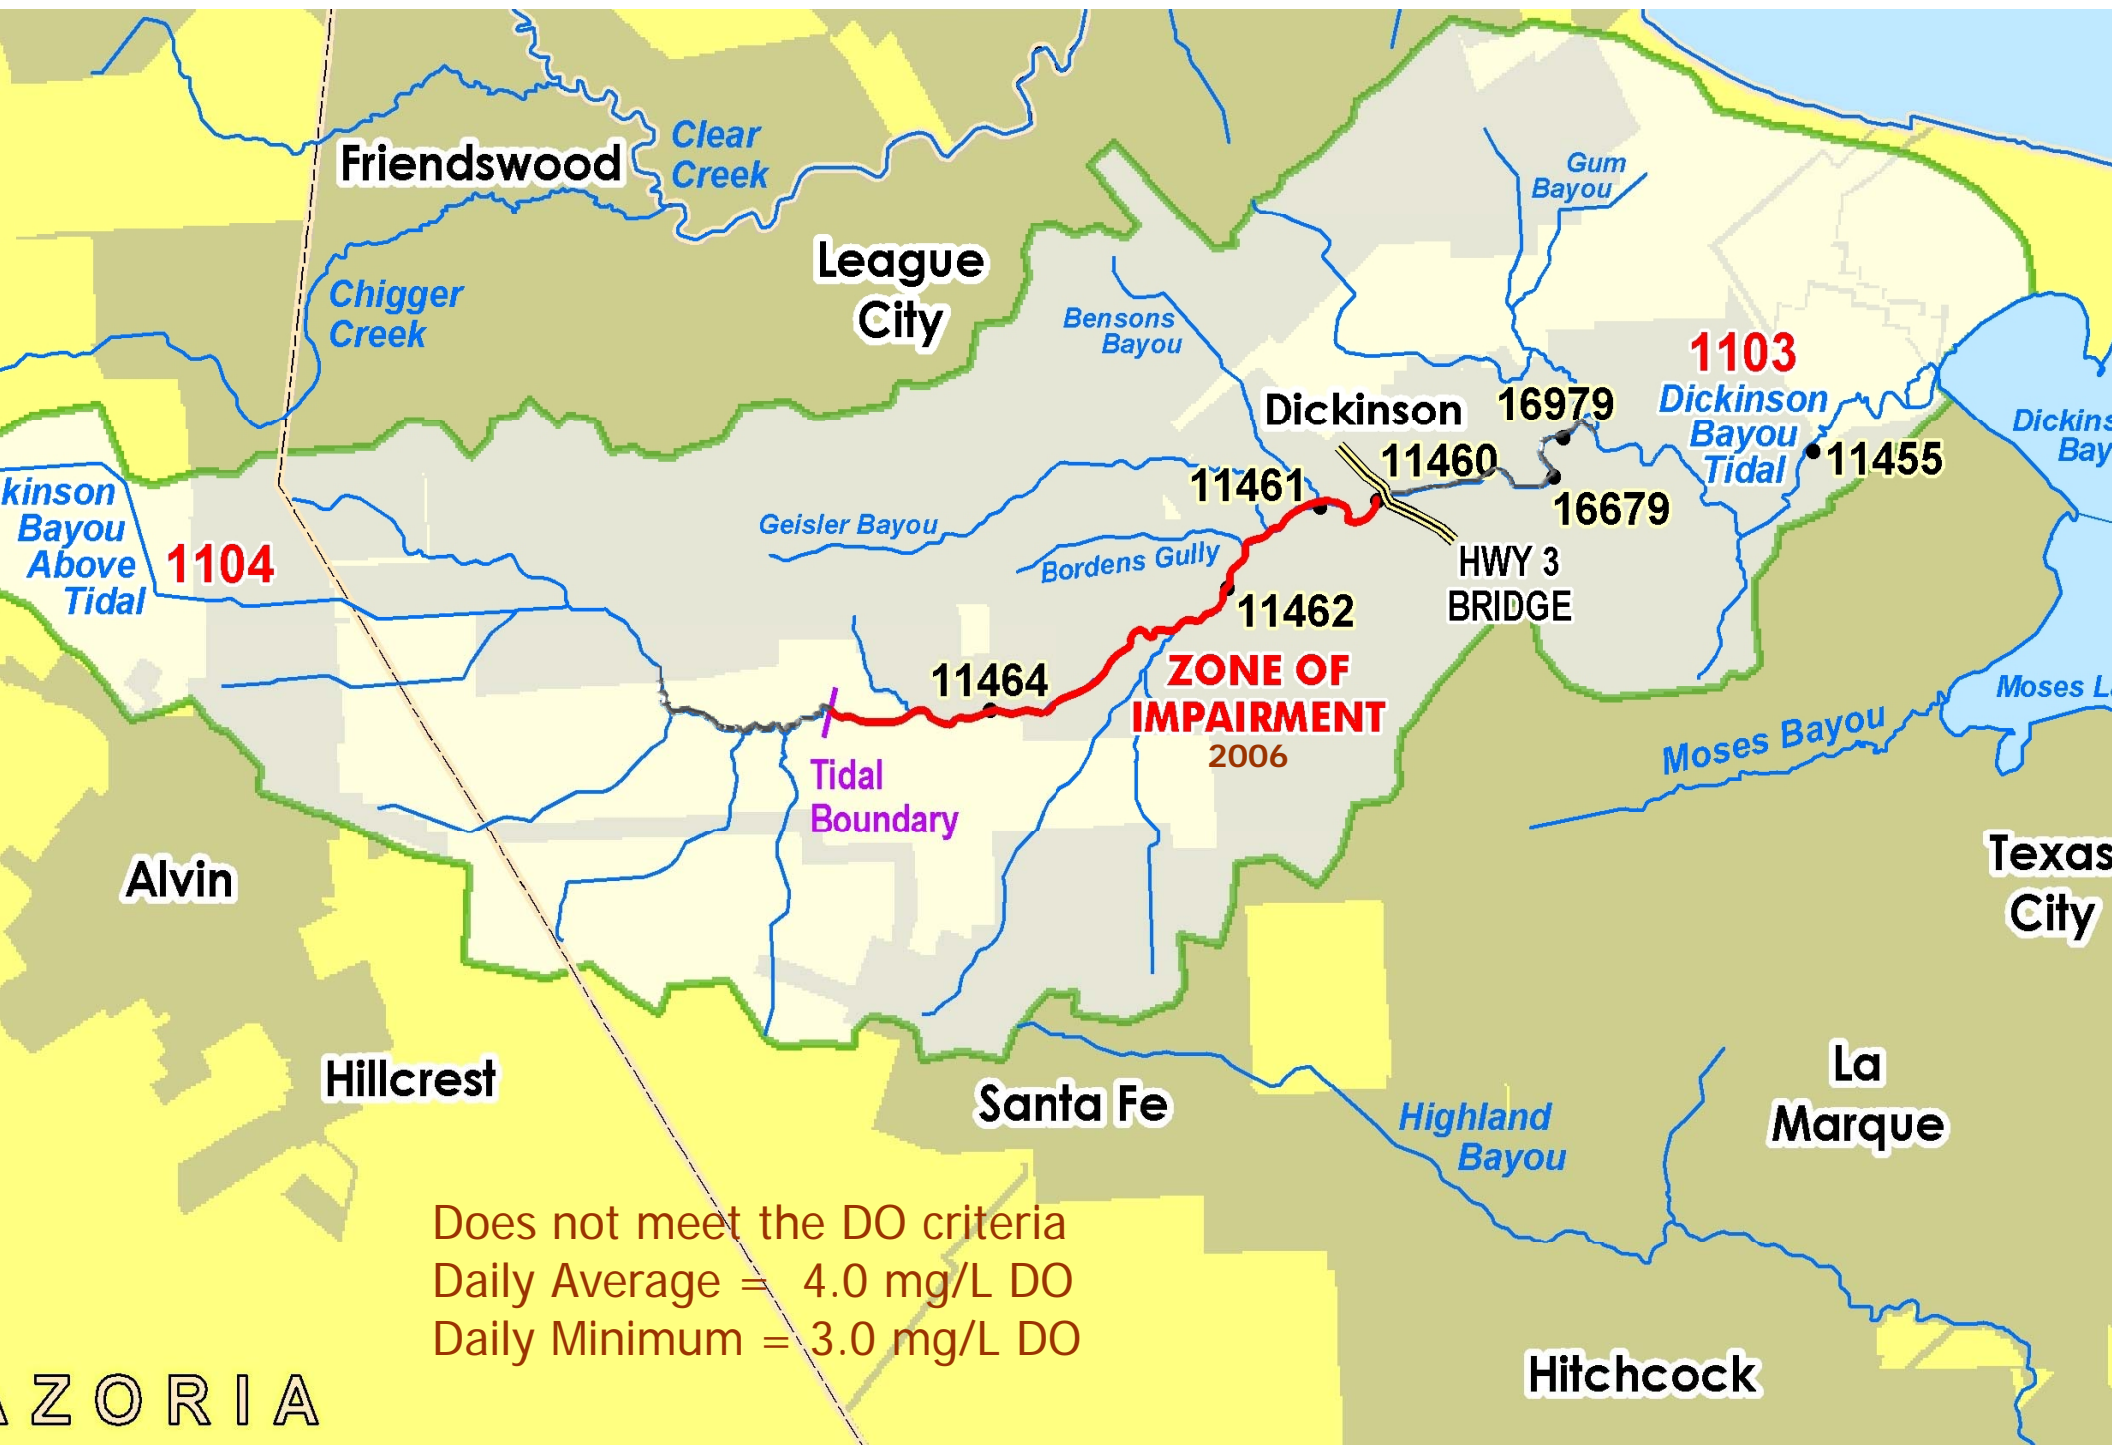 Friendswood
Clear
Creek
Gum
Bayou
League
City
Chigger
Creek
Bensons
Bayou
1103
Dickinson
Bayou
Tidal
Dickinson
16979
11460
11455
11461
16679
kinson
Bayou
Above
Tidal
1104
Geisler Bayou
Bordens Gully
HWY 3
BRIDGE
11462
11464
ZONE OF
IMPAIRMENT
2006
Dickins
Bay
Moses L
Moses Bayou
Tidal
Boundary
Alvin
Texas
City
Hillcrest
Santa Fe
La
Marque
Highland
Bayou
Does not meet the DO criteria
Daily Average = 4.0 mg/L DO
Daily Minimum = 3.0 mg/L DO
Hitchcock
AZORIA